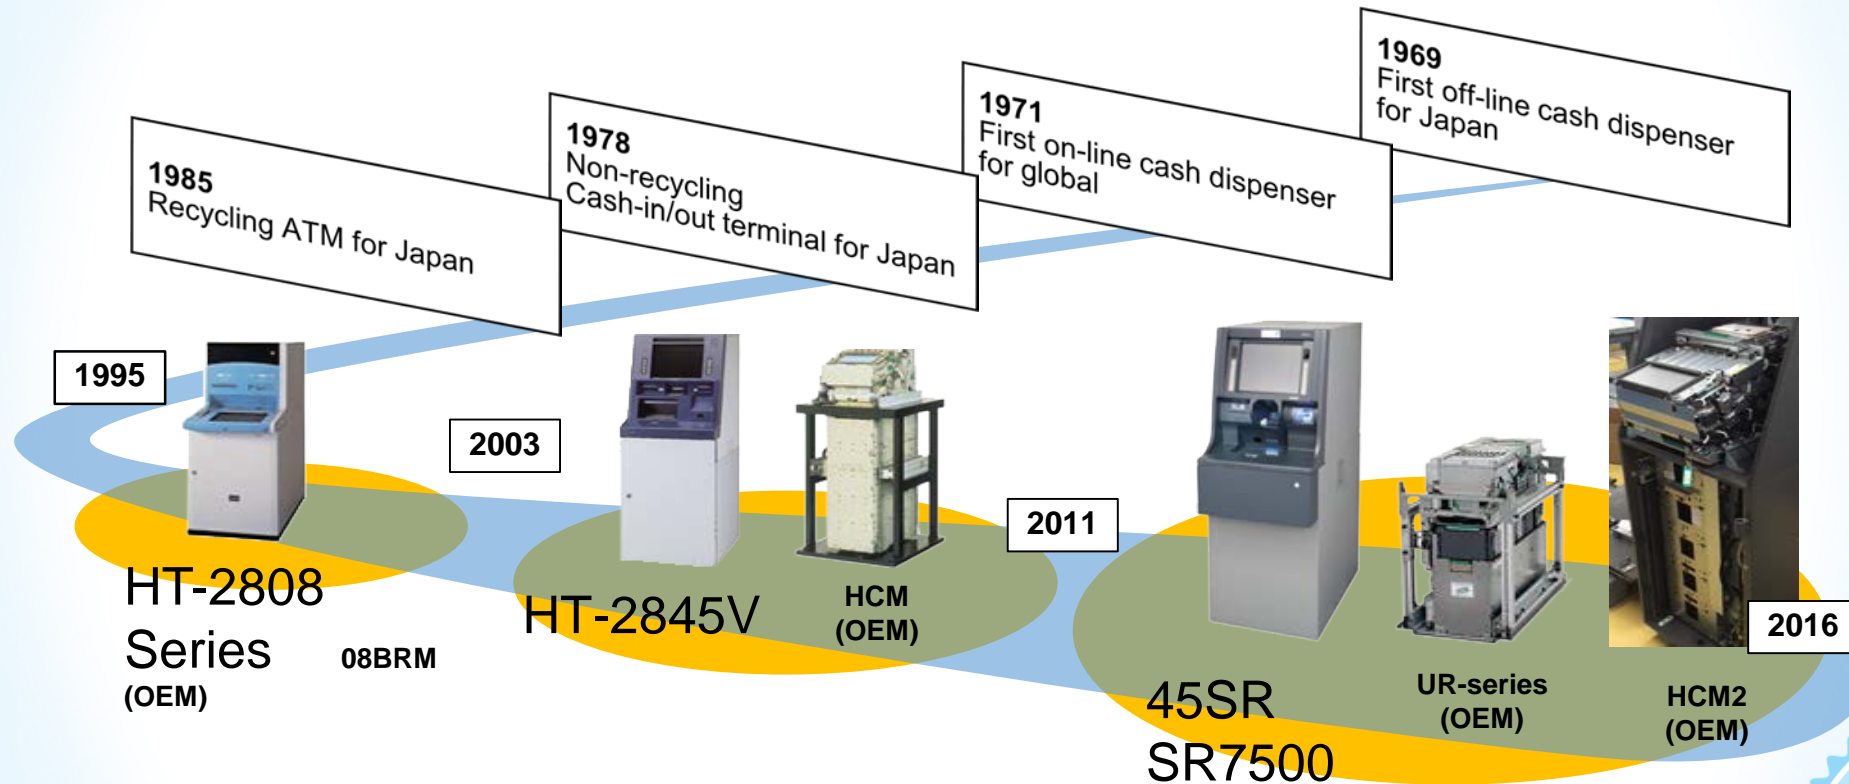 1969
First off-line cash dispenser
for Japan
1971
First on-line cash dispenser
for global
1978
Non-recycling
Cash-in/out terminal for Japan
1985
Recycling ATM for Japan
1995
HT-2808
Series
(OEM)
08BRM
2003
HT-2845V
HCM
(OEM)
2011
45SR
SR7500
UR-series
(OEM)
2016
HCM2
(OEM)